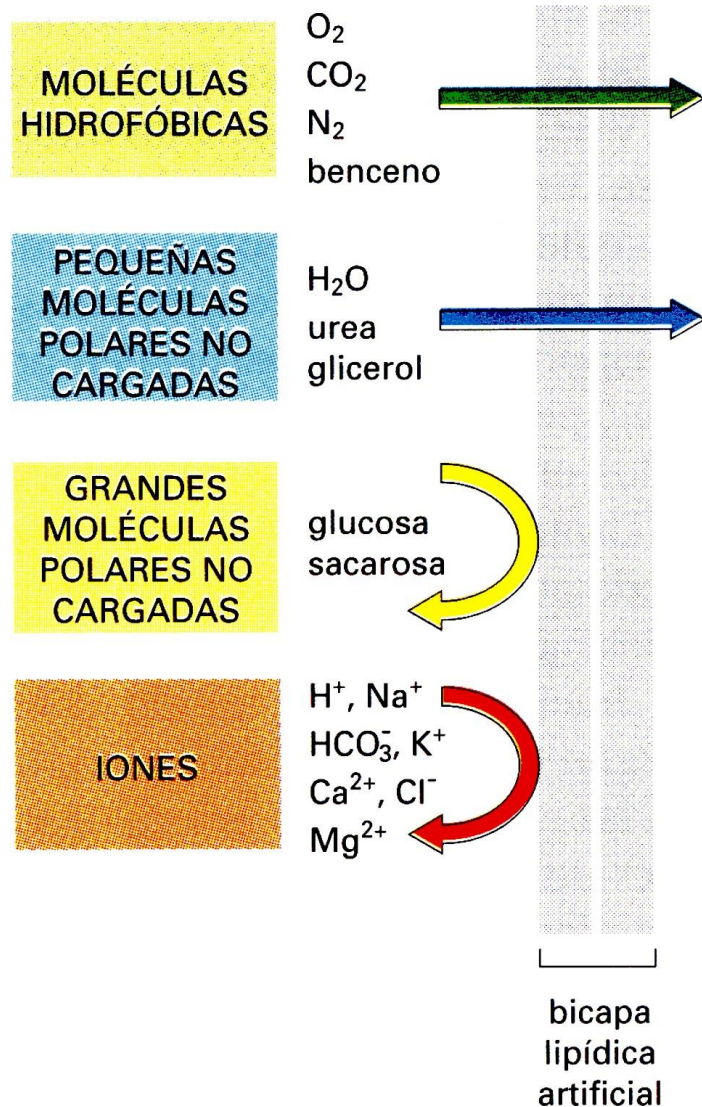 MOLÉCULAS
HIDROFÓBICAS
O₂
CO₂
N₂
benceno
PEQUEÑAS
MOLÉCULAS
POLARES NO
CARGADAS
H₂O
urea
glicerol
GRANDES
MOLÉCULAS
POLARES NO
CARGADAS
glucosa
sacarosa
IONES
H⁺, Na⁺
HCO₃⁻, K⁺
Ca²⁺, Cl⁻
Mg²⁺
bicapa
lipídica
artificial